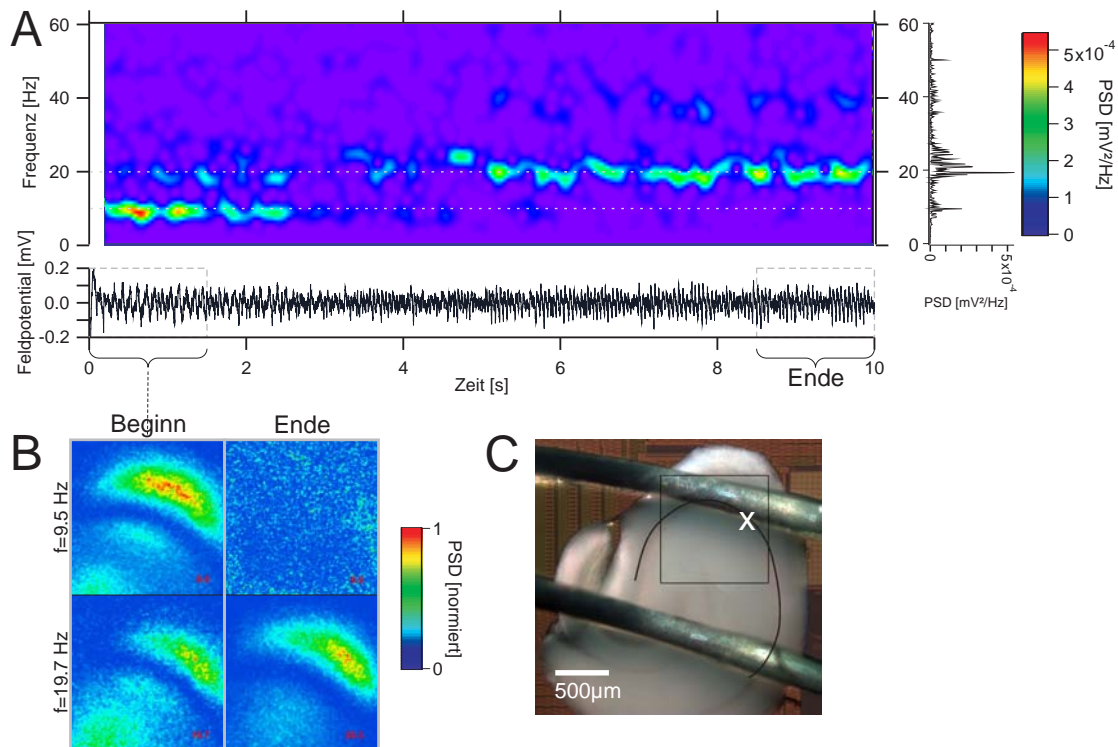 A
Frequenz [Hz]
60
40
20
0
60
40
20
0
0
5x10⁻⁴
PSD [mV²/Hz]
5x10⁻⁴
4
3
2
1
0
PSD [mV²/Hz]
Feldpotential [mV]
0.2
0.0
-0.2
0
2
4
6
8
10
Zeit [s]
Ende
Beginn
Ende
B
f=9.5 Hz
f=19.7 Hz
1
0
PSD [normiert]
C
x
500µm